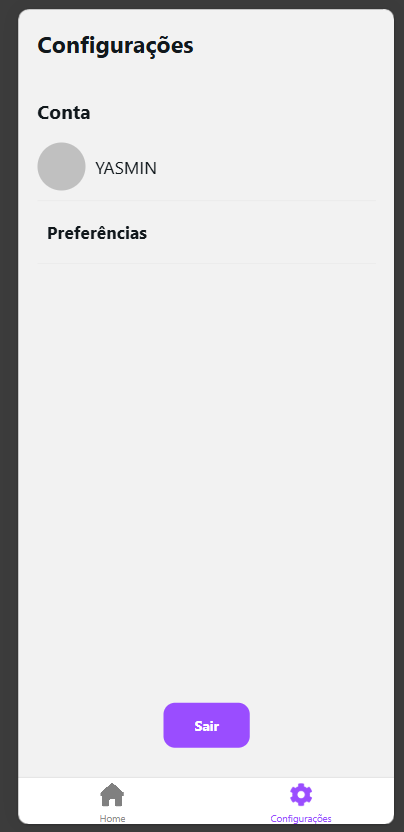 Configurações
Conta
YASMIN
Preferências
Sair
Home
Configurações